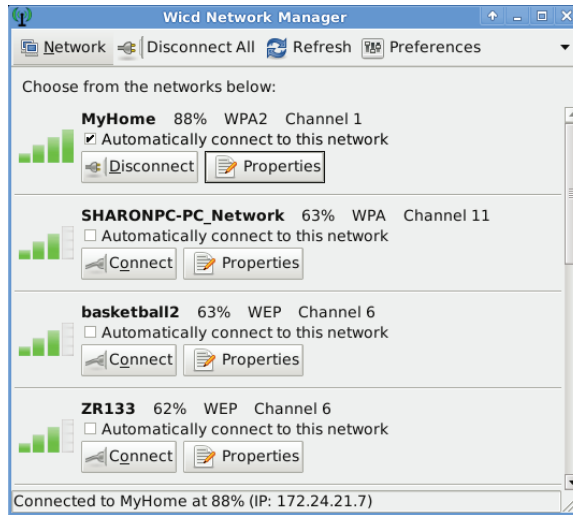 Wicd Network Manager
Network Disconnect All Refresh Preferences
Choose from the networks below:
MyHome 88% WPA2 Channel 1
Automatically connect to this network
Disconnect Properties
SHARONPC-PC_Network 63% WPA Channel 11
Automatically connect to this network
Connect Properties
basketball2 63% WEP Channel 6
Automatically connect to this network
Connect Properties
ZR133 62% WEP Channel 6
Automatically connect to this network
Connect Properties
Connected to MyHome at 88% (IP: 172.24.21.7)